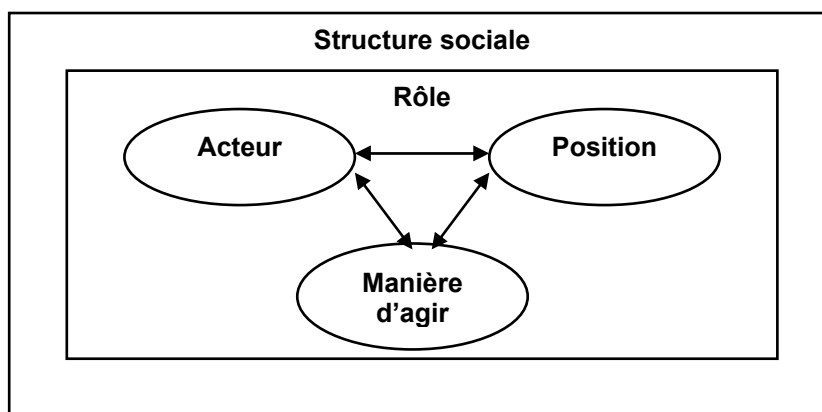 Structure sociale
Rôle
Acteur
Position
Manière
d’agir